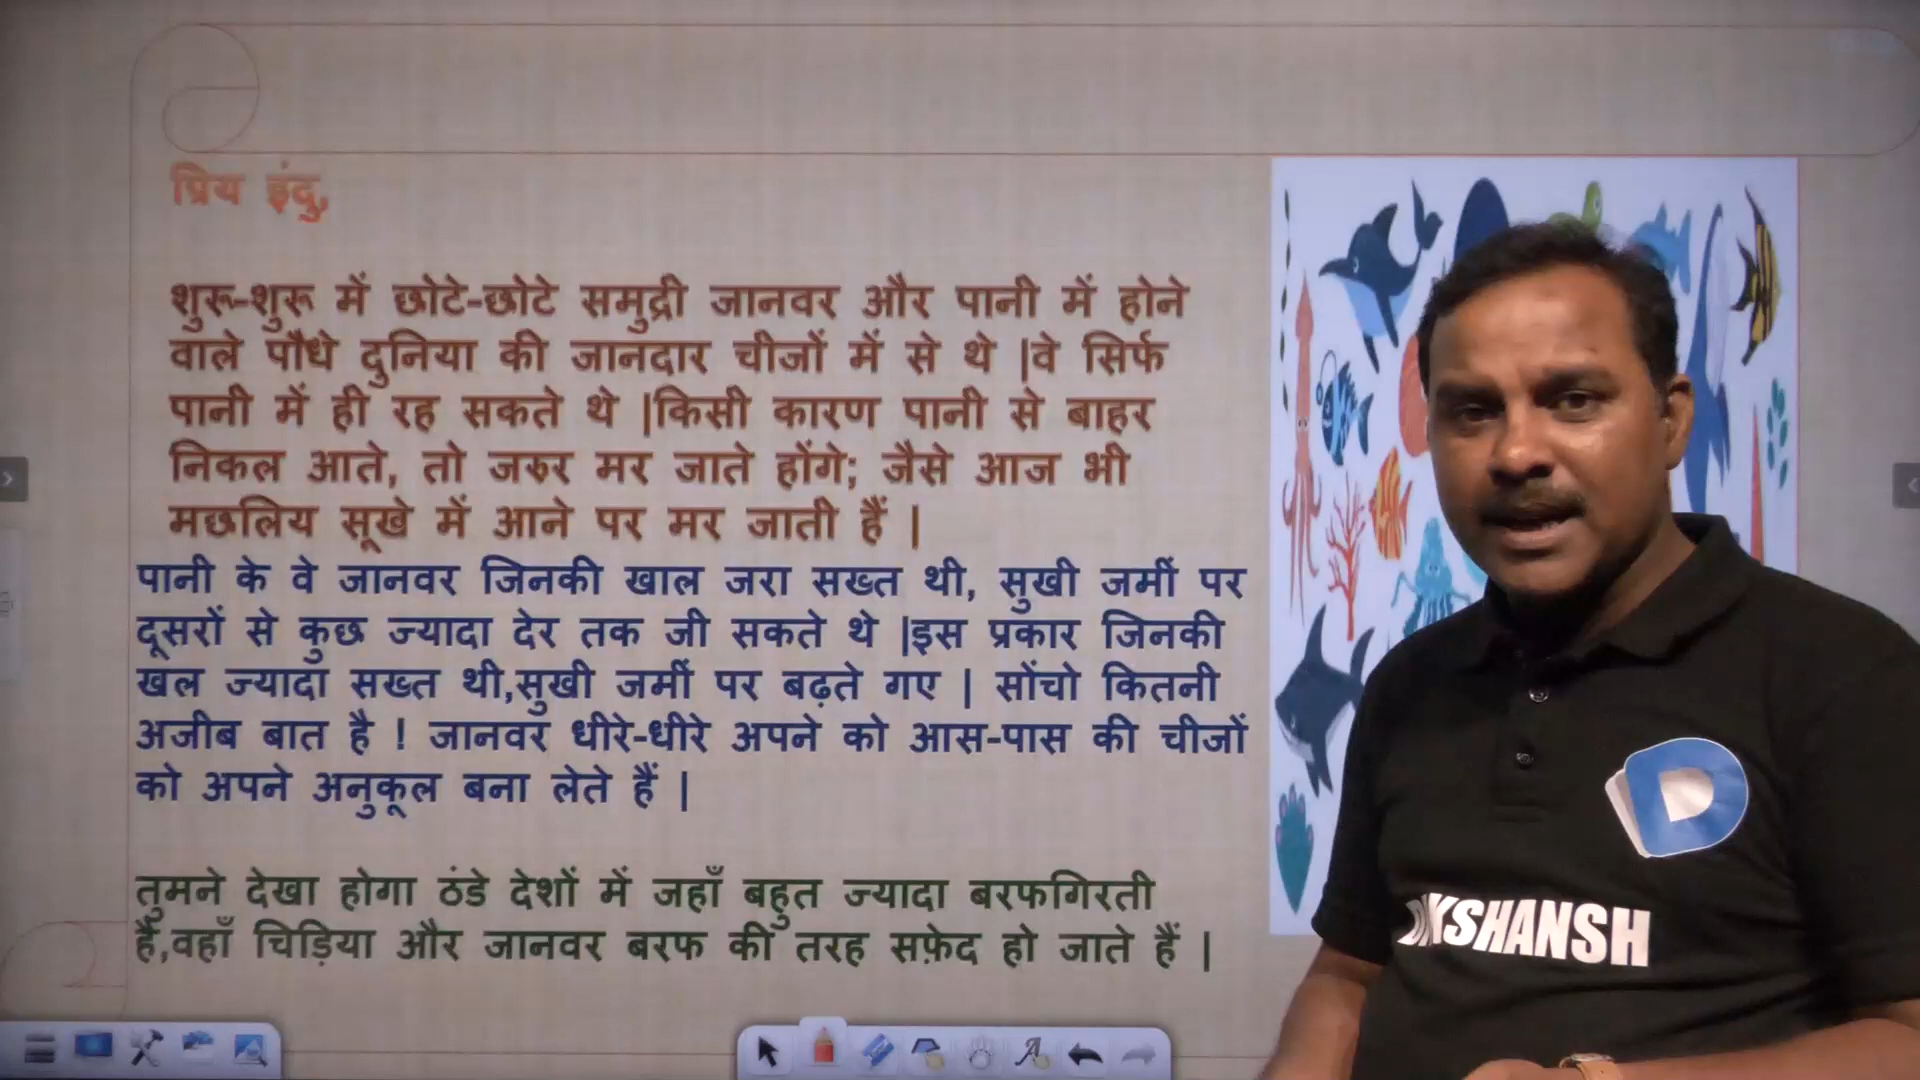 प्रिय इंदु,
शुरू-शुरू में छोटे-छोटे समुद्री जानवर और पानी में होने
वाले पौधे दुनिया की जानदार चीजों में से थे |वे सिर्फ
पानी में ही रह सकते थे |किसी कारण पानी से बाहर
निकल आते, तो जरुर मर जाते होंगे; जैसे आज भी
मछलिय सूखे में आने पर मर जाती हैं |
पानी के वे जानवर जिनकी खाल जरा सख्त थी, सुखी जमीं पर
दूसरों से कुछ ज्यादा देर तक जी सकते थे |इस प्रकार जिनकी
खल ज्यादा सख्त थी,सुखी जमीं पर बढ़ते गए | सोंचो कितनी
अजीब बात है ! जानवर धीरे-धीरे अपने को आस-पास की चीजों
को अपने अनुकूल बना लेते हैं |
तुमने देखा होगा ठंडे देशों में जहाँ बहुत ज्यादा बरफगिरती
हैं,वहाँ चिड़िया और जानवर बरफ की तरह सफ़ेद हो जाते हैं |
D
DIKSHANSH